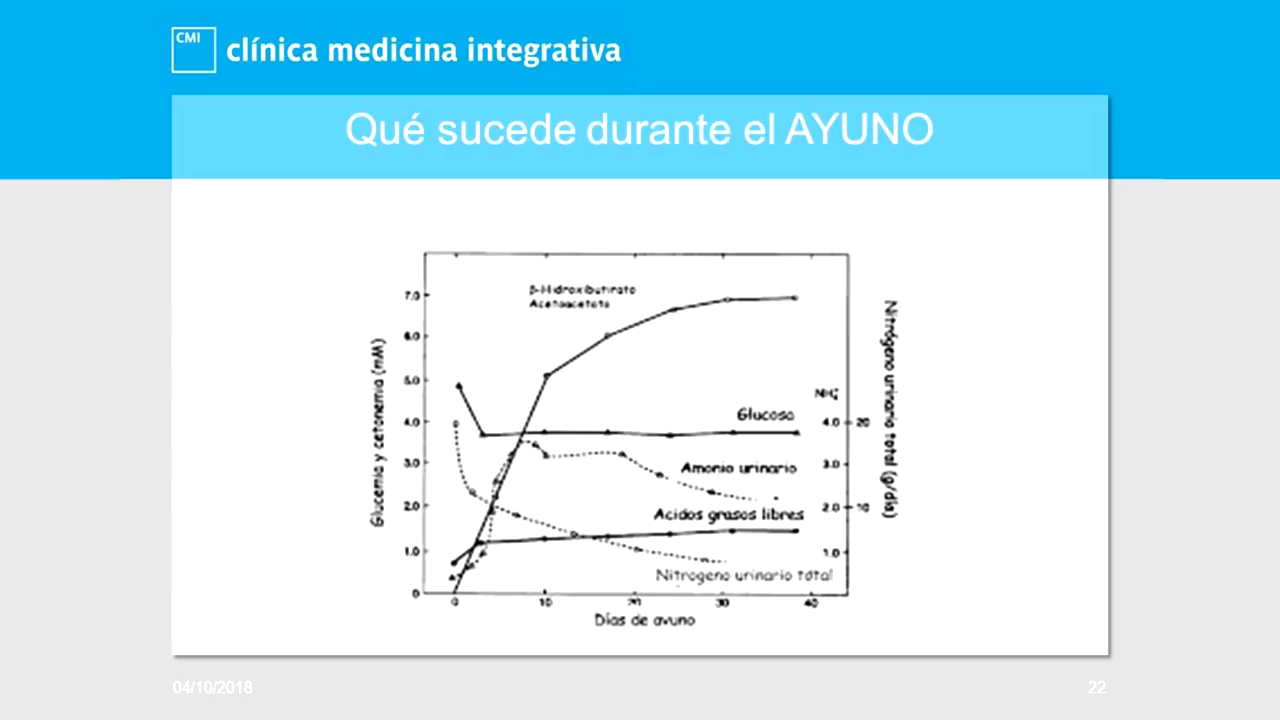 CMI
clínica medicina integrativa
Qué sucede durante el AYUNO
β-Hidroxibutirato
Acetoacetato
7.0
6.0
5.0
4.0
3.0
2.0
1.0
0
Glucemia y cetonemia (mM)
Glucosa
Amonio urinario
Acidos grasos libres
Nitrogeno urinario total
NH₄⁺
4.0
20
3.0
2.0
10
1.0
Nitrógeno urinario total (g/día)
0
10
20
30
40
Días de ayuno
04/10/2018
22